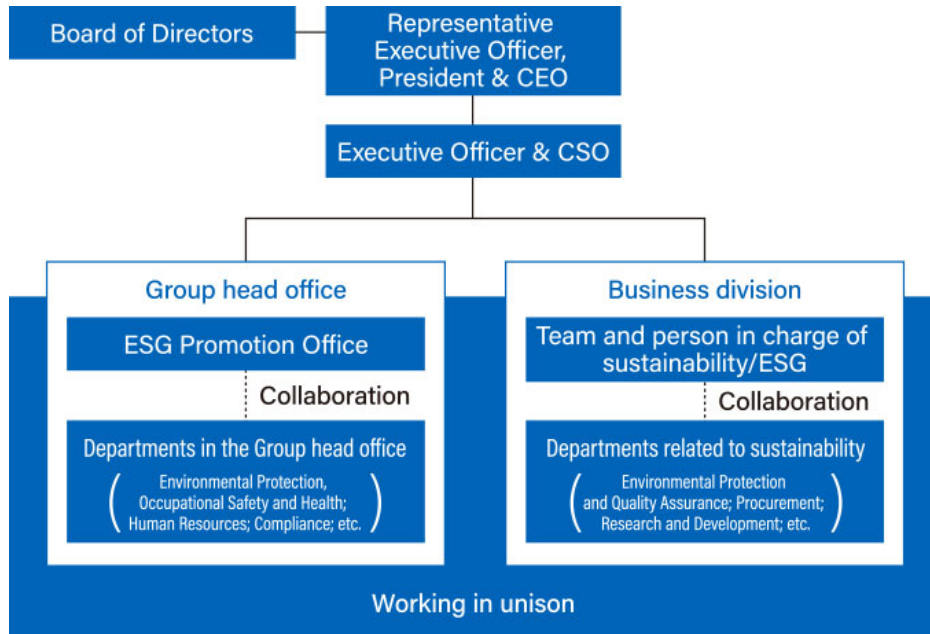 Board of Directors
Representative
Executive Officer,
President & CEO
Executive Officer & CSO
Group head office
ESG Promotion Office
Collaboration
Departments in the Group head office
(Environmental Protection,
Occupational Safety and Health;
Human Resources; Compliance; etc.)
Business division
Team and person in charge of
sustainability/ESG
Collaboration
Departments related to sustainability
(Environmental Protection
and Quality Assurance; Procurement;
Research and Development; etc.)
Working in unison